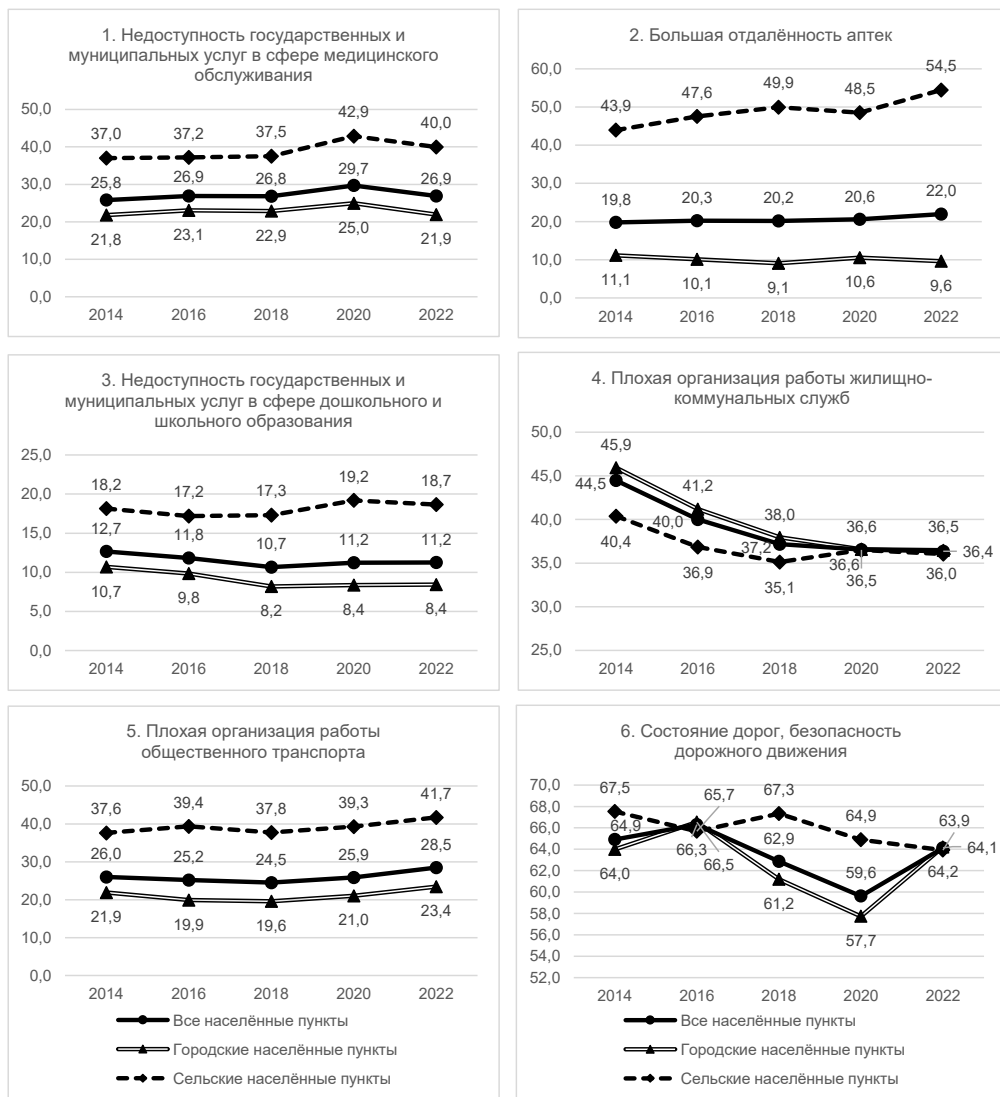 1. Недоступность государственных и
муниципальных услуг в сфере медицинского
обслуживания
50,0
40,0
30,0
20,0
10,0
0,0
37,0 37,2 37,5 42,9 40,0
25,8 26,9 26,8 29,7 26,9
21,8 23,1 22,9 25,0 21,9
2014 2016 2018 2020 2022
2. Большая отдалённость аптек
60,0
50,0
40,0
30,0
20,0
10,0
0,0
43,9 47,6 49,9 48,5 54,5
19,8 20,3 20,2 20,6 22,0
11,1 10,1 9,1 10,6 9,6
2014 2016 2018 2020 2022
3. Недоступность государственных и
муниципальных услуг в сфере дошкольного и
школьного образования
25,0
20,0
15,0
10,0
5,0
0,0
18,2 17,2 17,3 19,2 18,7
12,7 11,8 10,7 11,2 11,2
10,7 9,8 8,2 8,4 8,4
2014 2016 2018 2020 2022
4. Плохая организация работы жилищно-
коммунальных служб
50,0
45,0
40,0
35,0
30,0
25,0
45,9 41,2 38,0 36,6 36,5
44,5 40,0 37,2 36,6 36,4
40,4 36,9 35,1 36,5 36,0
2014 2016 2018 2020 2022
5. Плохая организация работы
общественного транспорта
50,0
40,0
30,0
20,0
10,0
0,0
37,6 39,4 37,8 39,3 41,7
26,0 25,2 24,5 25,9 28,5
21,9 19,9 19,6 21,0 23,4
2014 2016 2018 2020 2022
Все населённые пункты
Городские населённые пункты
Сельские населённые пункты
6. Состояние дорог, безопасность
дорожного движения
70,0
68,0
66,0
64,0
62,0
60,0
58,0
56,0
54,0
52,0
67,5 65,7 67,3 64,9 63,9
64,9 66,3 62,9 59,6 64,1
64,0 66,5 61,2 57,7 64,2
2014 2016 2018 2020 2022
Все населённые пункты
Городские населённые пункты
Сельские населённые пункты